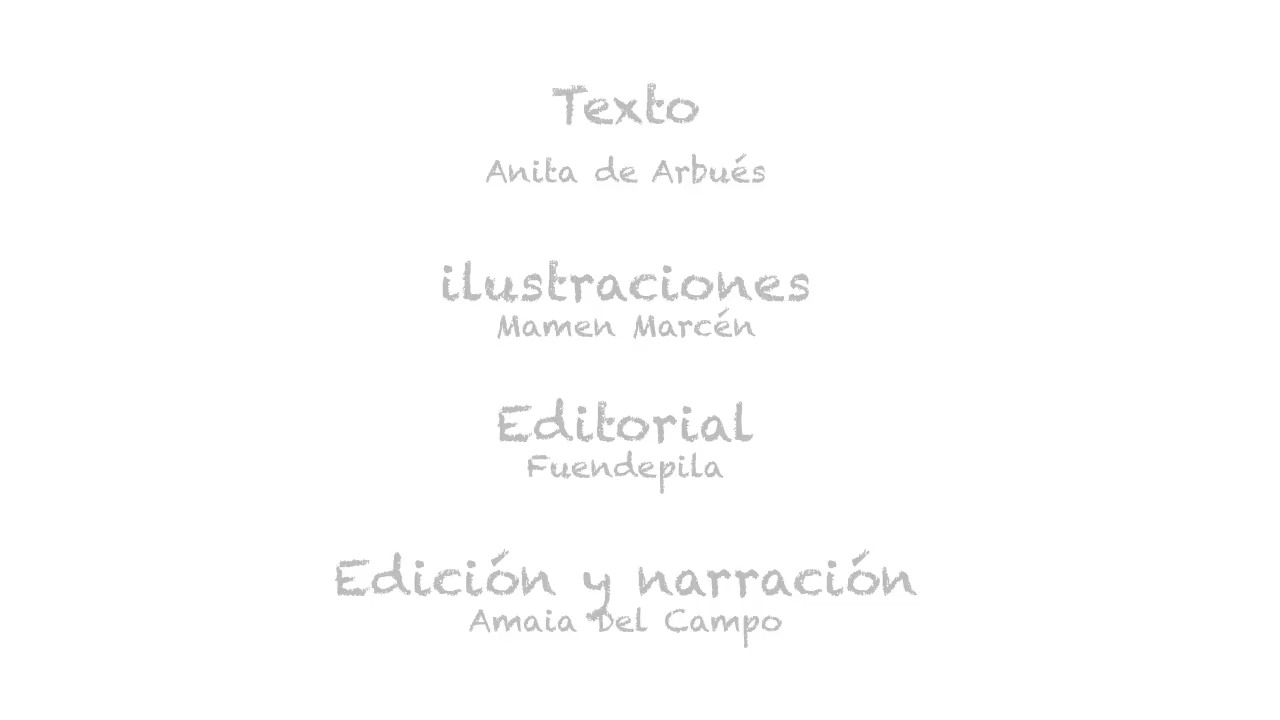 Texto
Anita de Arbués
ilustraciones
Mamen Marcén
Editorial
Fuendepila
Edición y narración
Amaia Del Campo